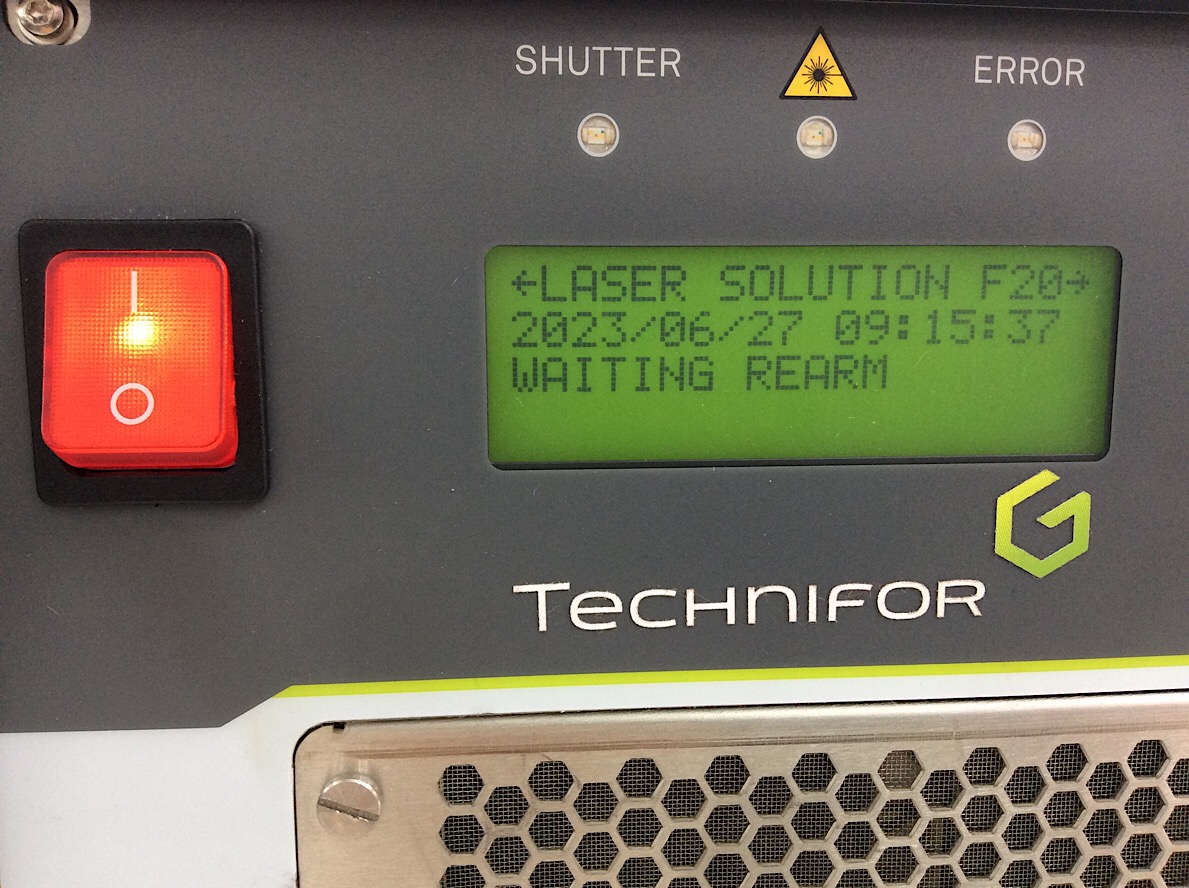 SHUTTER
ERROR
←LASER SOLUTION F20→
2023/06/27 09:15:37
WAITING REARM
TECHNIFOR